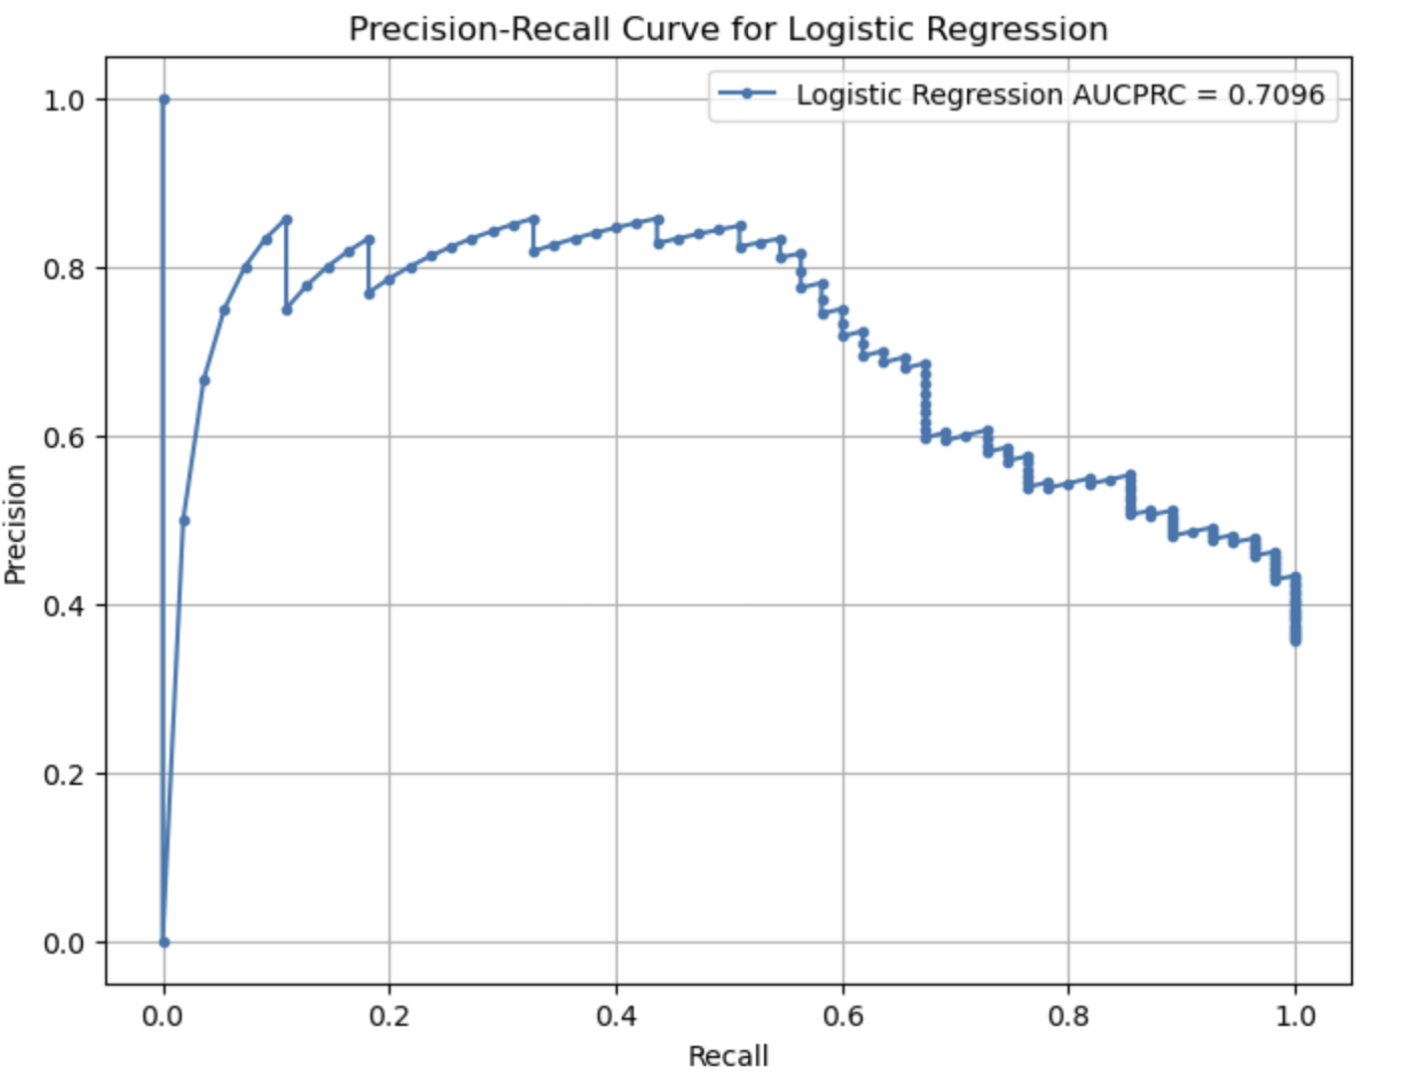 Precision-Recall Curve for Logistic Regression
Logistic Regression AUCPRC = 0.7096
Precision
1.0
0.8
0.6
0.4
0.2
0.0
0.0 0.2 0.4 0.6 0.8 1.0
Recall